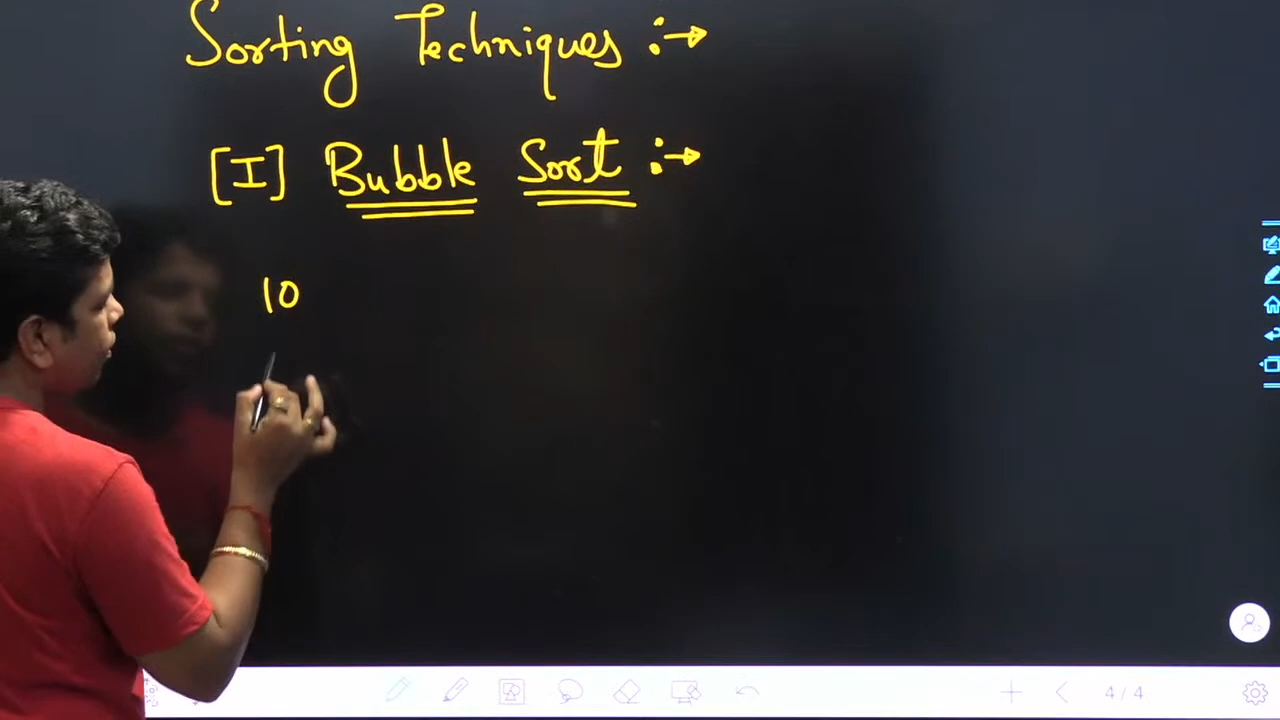 Sorting Techniques :→
[I] Bubble Sort :→
10
4 / 4